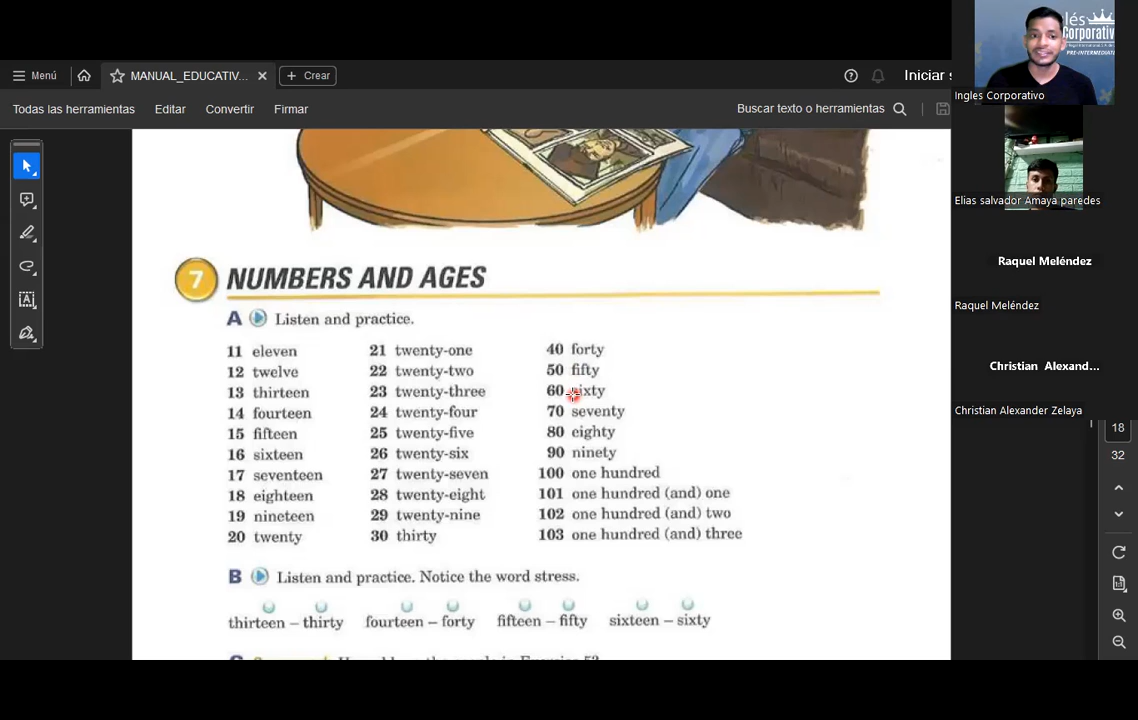 lés
Corporativ
PRE-INTERMEDIATE
Ingles Corporativo
Menú
MANUAL_EDUCATIV...
Crear
Iniciar s
Todas las herramientas
Editar
Convertir
Firmar
Buscar texto o herramientas
Elias salvador Amaya paredes
Raquel Meléndez
Raquel Meléndez
Christian Alexand...
Christian Alexander Zelaya
18
32
7 NUMBERS AND AGES
A Listen and practice.
11 eleven 21 twenty-one 40 forty
12 twelve 22 twenty-two 50 fifty
13 thirteen 23 twenty-three 60 sixty
14 fourteen 24 twenty-four 70 seventy
15 fifteen 25 twenty-five 80 eighty
16 sixteen 26 twenty-six 90 ninety
17 seventeen 27 twenty-seven 100 one hundred
18 eighteen 28 twenty-eight 101 one hundred (and) one
19 nineteen 29 twenty-nine 102 one hundred (and) two
20 twenty 30 thirty 103 one hundred (and) three
B Listen and practice. Notice the word stress.
thirteen – thirty fourteen – forty fifteen – fifty sixteen – sixty